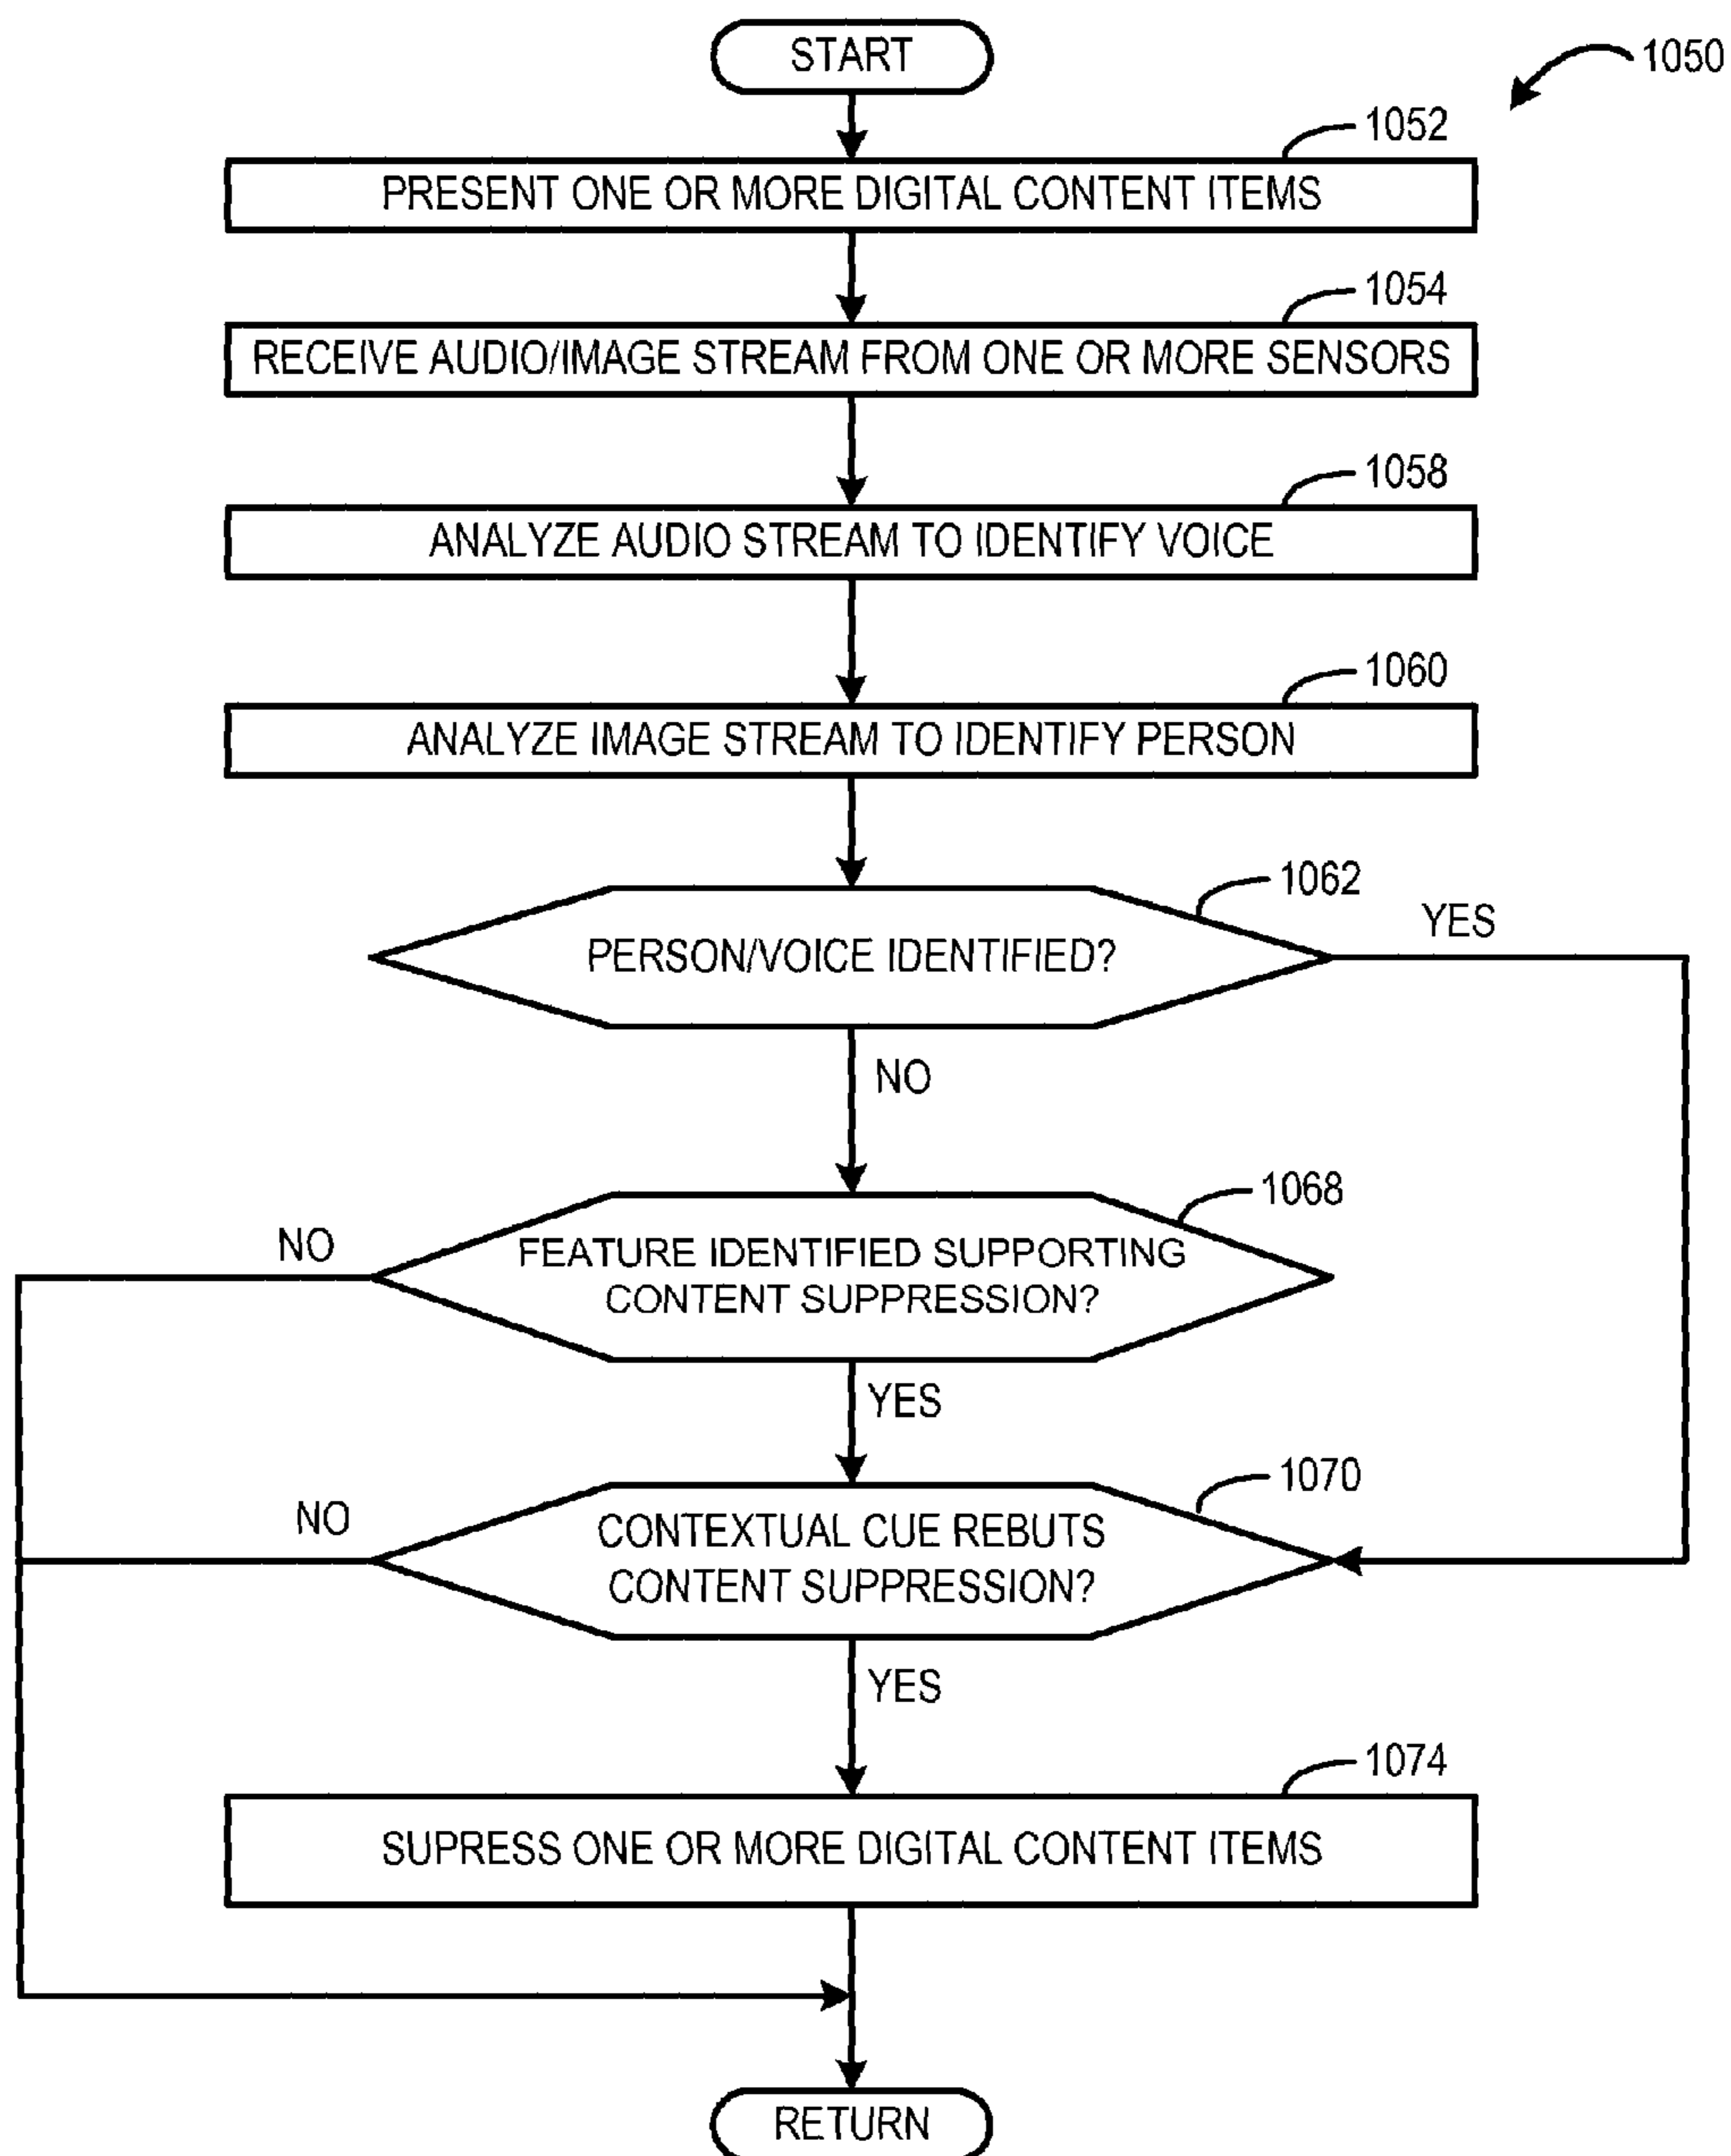 START
1050
1052
PRESENT ONE OR MORE DIGITAL CONTENT ITEMS
1054
RECEIVE AUDIO/IMAGE STREAM FROM ONE OR MORE SENSORS
1058
ANALYZE AUDIO STREAM TO IDENTIFY VOICE
1060
ANALYZE IMAGE STREAM TO IDENTIFY PERSON
1062
YES
PERSON/VOICE IDENTIFIED?
NO
1068
NO
FEATURE IDENTIFIED SUPPORTING
CONTENT SUPPRESSION?
YES
1070
NO
CONTEXTUAL CUE REBUTS
CONTENT SUPPRESSION?
YES
1074
SUPRESS ONE OR MORE DIGITAL CONTENT ITEMS
RETURN